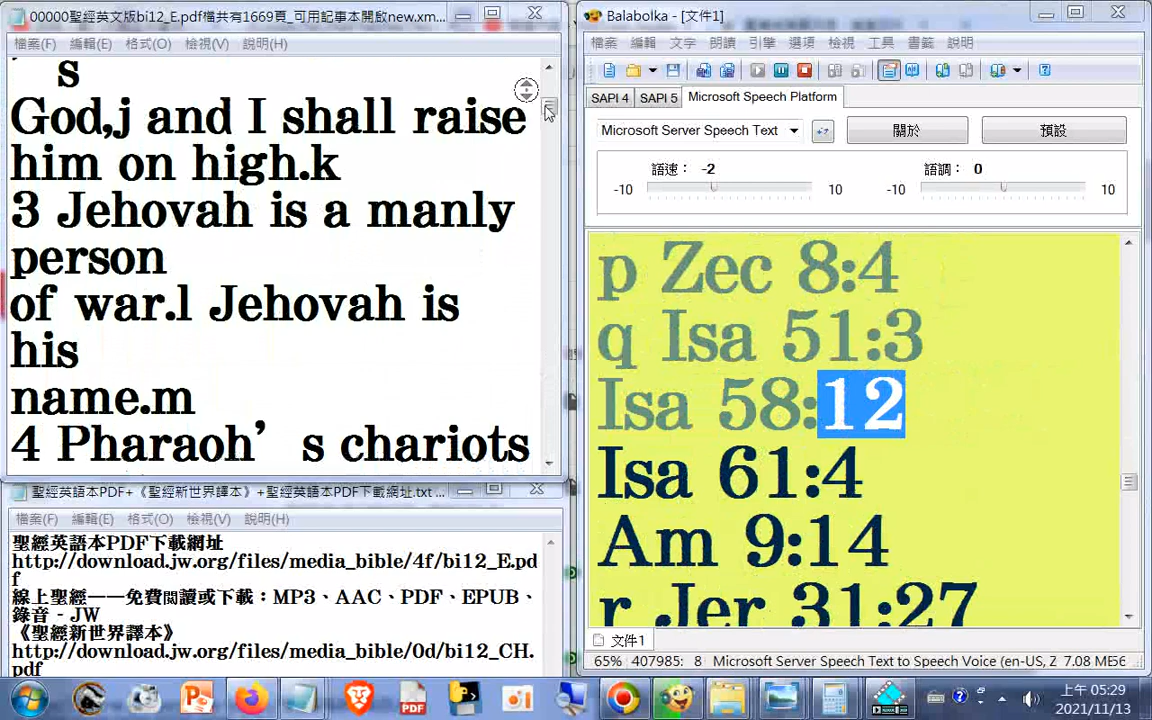 00000聖經英文版bi12_E.pdf檔共有1669頁_可用記事本開啟new.xm...
檔案(F) 編輯(E) 格式(O) 檢視(V) 說明(H)
’ s
God,j and I shall raise
him on high.k
3 Jehovah is a manly
person
of war.l Jehovah is
his
name.m
4 Pharaoh’ s chariots
聖經英語本PDF+《聖經新世界譯本》+聖經英語本PDF下載網址.txt ...
檔案(F) 編輯(E) 格式(O) 檢視(V) 說明(H)
聖經英語本PDF下載網址
http://download.jw.org/files/media_bible/4f/bi12_E.pd
f
線上聖經——免費閱讀或下載：MP3、AAC、PDF、EPUB、
錄音 - JW
《聖經新世界譯本》
http://download.jw.org/files/media_bible/0d/bi12_CH.
pdf
Balabolka - [文件1]
檔案 編輯 文字 朗讀 引擎 選項 檢視 工具 書籤 說明
SAPI 4 SAPI 5 Microsoft Speech Platform
Microsoft Server Speech Text 關於 預設
語速： -2 語調： 0
-10 10 -10 10
p Zec 8:4
q Isa 51:3
Isa 58:12
Isa 61:4
Am 9:14
r Jer 31:27
文件1
65% 407985: 8 Microsoft Server Speech Text to Speech Voice (en-US, Z 7.08 ME56
PDF
上午 05:29
2021/11/13